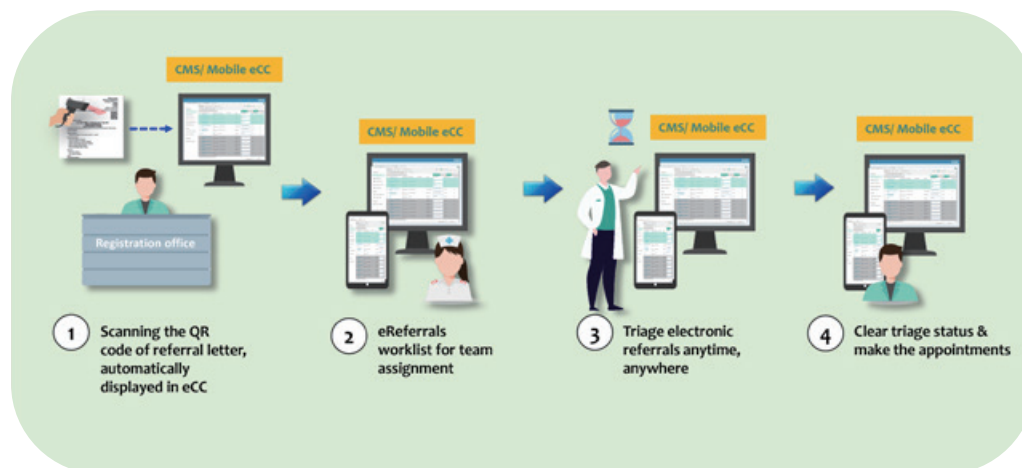 CMS/ Mobile eCC
CMS/ Mobile eCC
CMS/ Mobile eCC
CMS/ Mobile eCC
Registration office
1
Scanning the QR
code of referral letter,
automatically
displayed in eCC
2
eReferrals
worklist for team
assignment
3
Triage electronic
referrals anytime,
anywhere
4
Clear triage status &
make the appointments